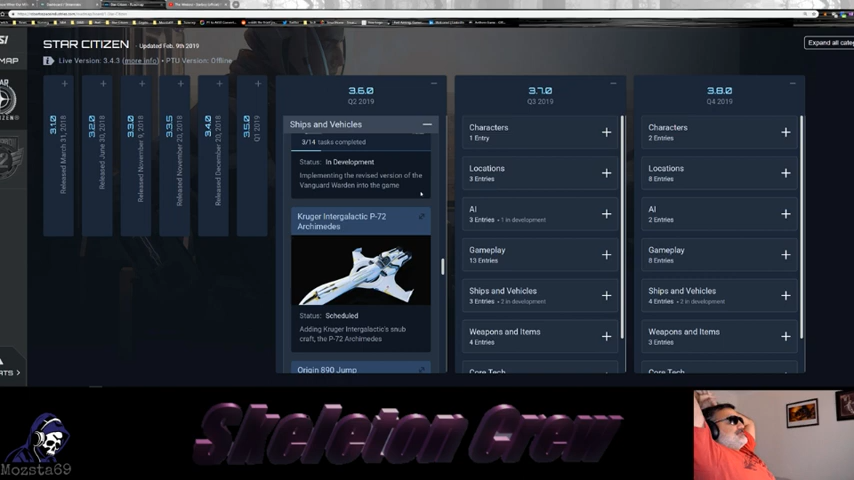 STAR CITIZEN • Updated Feb. 9th 2019
Expand all
Live Version: 3.4.3 (more info) • PTU Version: Offline
3.1.0 Released March 31, 2018
3.2.0 Released June 30, 2018
3.3.0 Released November 9, 2018
3.3.5 Released November 20, 2018
3.4.0 Released December 20, 2018
3.5.0 Q1 2019
3.6.0
Q2 2019
Ships and Vehicles
3/14 tasks completed
Status: In Development
Implementing the revised version of the
Vanguard Warden into the game
Kruger Intergalactic P-72
Archimedes
Status: Scheduled
Adding Kruger Intergalactic's snub
craft, the P-72 Archimedes
Origin 890 Jump
3.7.0
Q3 2019
Characters
1 Entry
Locations
3 Entries
AI
3 Entries • 1 in development
Gameplay
13 Entries
Ships and Vehicles
3 Entries • 2 in development
Weapons and Items
4 Entries
Core Tech
3.8.0
Q4 2019
Characters
2 Entries
Locations
8 Entries
AI
2 Entries
Gameplay
8 Entries
Ships and Vehicles
4 Entries • 2 in development
Weapons and Items
3 Entries
Core Tech
Skeleton Crew
Mozsta69